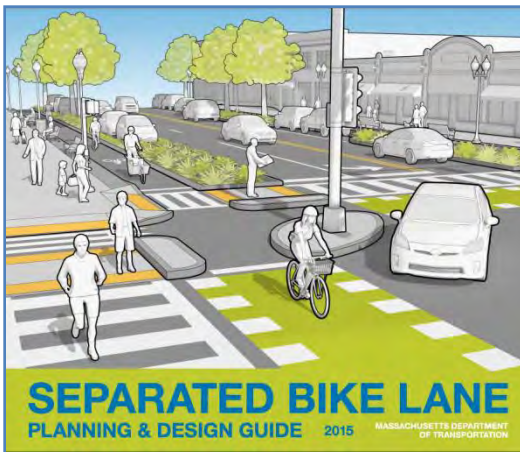 SEPARATED BIKE LANE
PLANNING & DESIGN GUIDE 2015 MASSACHUSETTS DEPARTMENT
OF TRANSPORTATION